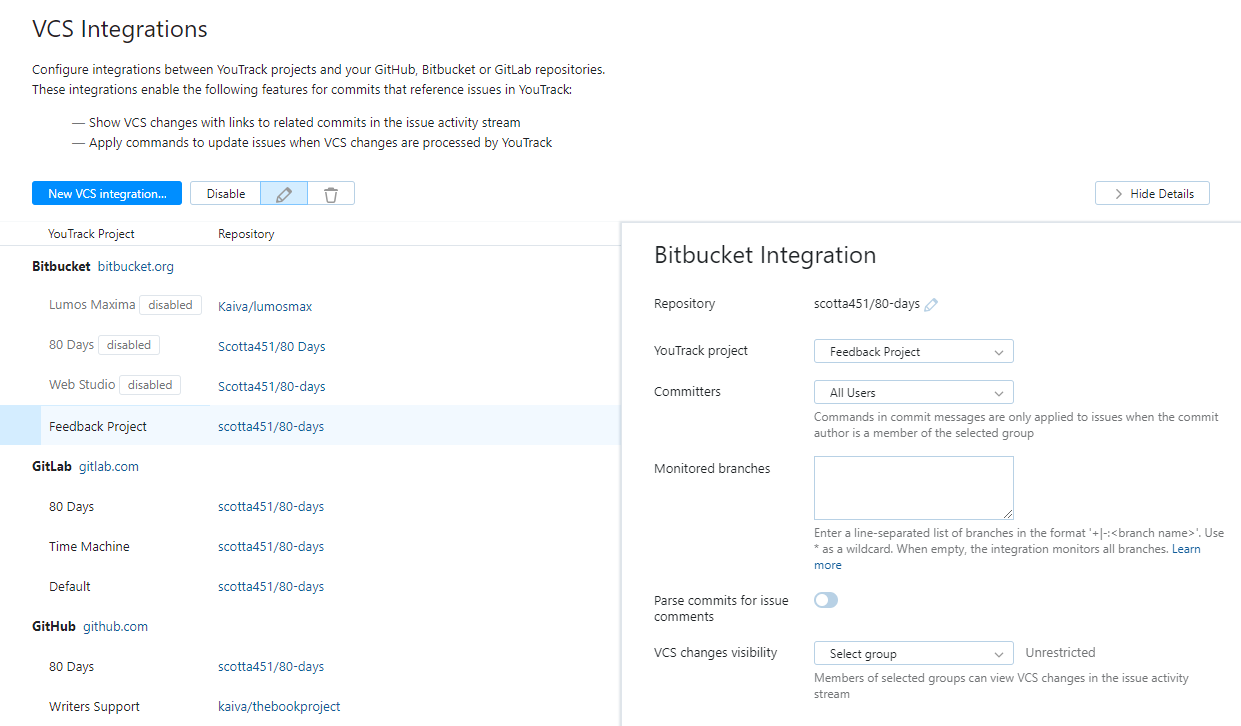 VCS Integrations
Configure integrations between YouTrack projects and your GitHub, Bitbucket or GitLab repositories.
These integrations enable the following features for commits that reference issues in YouTrack:
— Show VCS changes with links to related commits in the issue activity stream
— Apply commands to update issues when VCS changes are processed by YouTrack
New VCS integration... Disable Hide Details
YouTrack Project Repository
Bitbucket bitbucket.org
Lumos Maxima disabled Kaiva/lumosmax
80 Days disabled Scotta451/80 Days
Web Studio disabled Scotta451/80-days
Feedback Project scotta451/80-days
GitLab gitlab.com
80 Days scotta451/80-days
Time Machine scotta451/80-days
Default scotta451/80-days
GitHub github.com
80 Days scotta451/80-days
Writers Support kaiva/thebookproject
Bitbucket Integration
Repository scotta451/80-days
YouTrack project Feedback Project
Committers All Users
Commands in commit messages are only applied to issues when the commit
author is a member of the selected group
Monitored branches
Enter a line-separated list of branches in the format '+|-:<branch name>'. Use
* as a wildcard. When empty, the integration monitors all branches. Learn
more
Parse commits for issue
comments
VCS changes visibility Select group Unrestricted
Members of selected groups can view VCS changes in the issue activity
stream